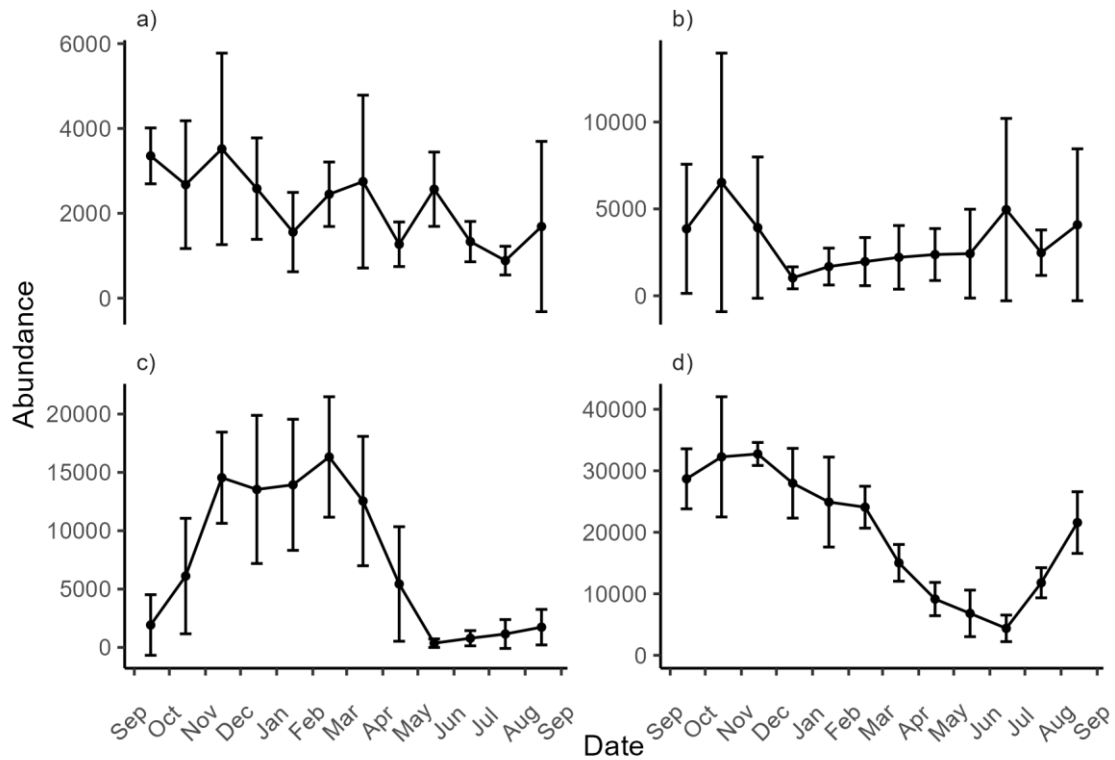 a)
b)
6000
4000
2000
0
10000
5000
0
Abundance
c)
d)
20000
15000
10000
5000
0
40000
30000
20000
10000
0
Sep Oct Nov Dec Jan Feb Mar Apr May Jun Jul Aug Sep
Sep Oct Nov Dec Jan Feb Mar Apr May Jun Jul Aug Sep
Date